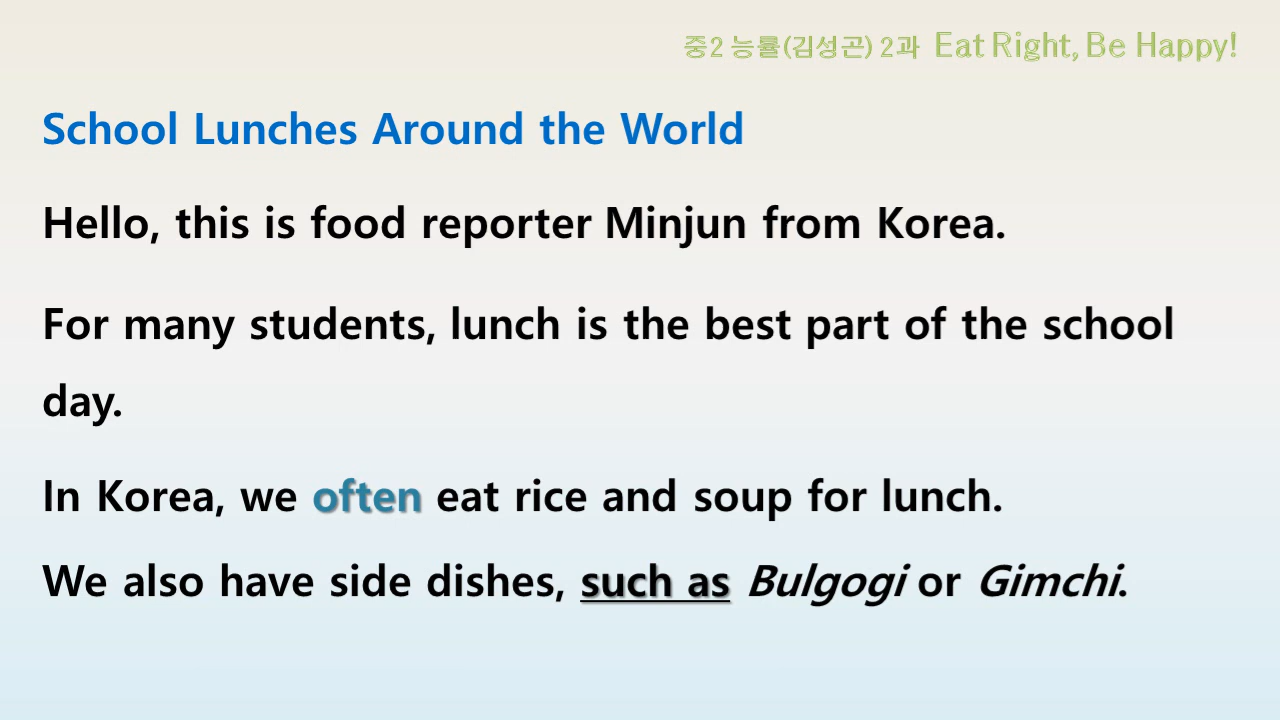 중2 능률(김성곤) 2과 Eat Right, Be Happy!
School Lunches Around the World
Hello, this is food reporter Minjun from Korea.
For many students, lunch is the best part of the school
day.
In Korea, we often eat rice and soup for lunch.
We also have side dishes, such as Bulgogi or Gimchi.